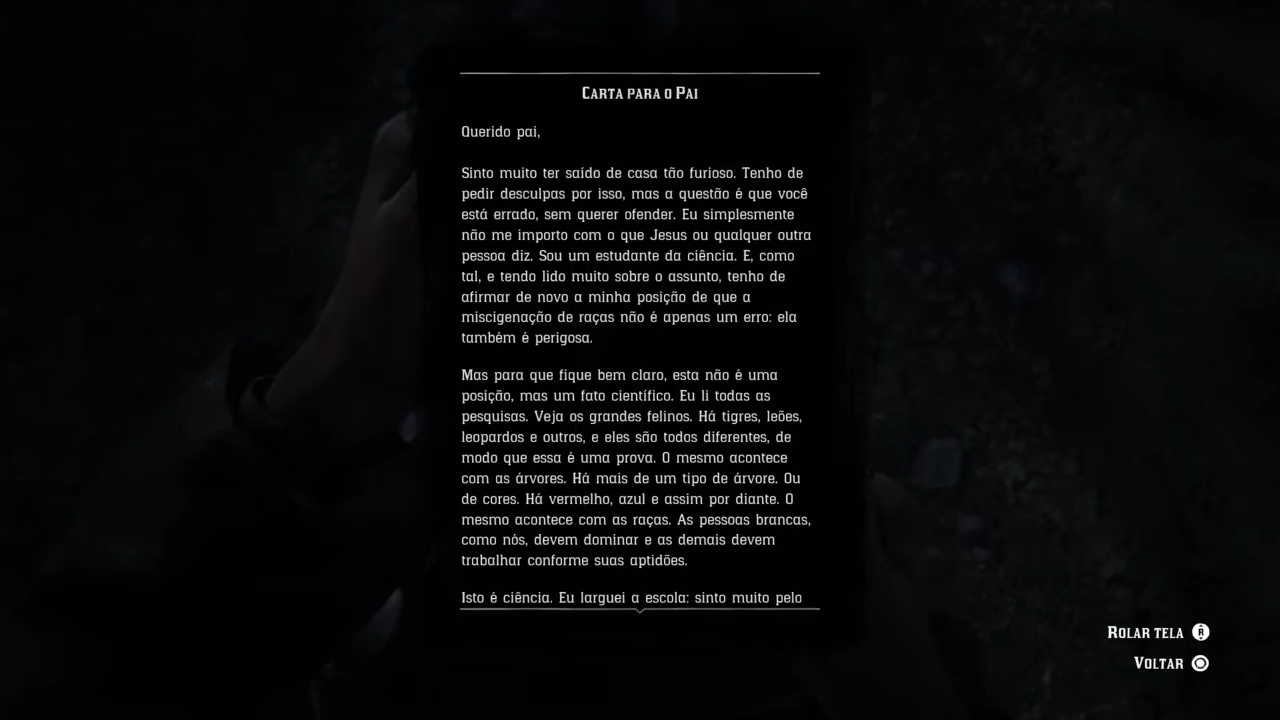 Carta para o Pai
Querido pai,
Sinto muito ter saído de casa tão furioso. Tenho de
pedir desculpas por isso, mas a questão é que você
está errado, sem querer ofender. Eu simplesmente
não me importo com o que Jesus ou qualquer outra
pessoa diz. Sou um estudante da ciência. E, como
tal, e tendo lido muito sobre o assunto, tenho de
afirmar de novo a minha posição de que a
miscigenação de raças não é apenas um erro: ela
também é perigosa.
Mas para que fique bem claro, esta não é uma
posição, mas um fato científico. Eu li todas as
pesquisas. Veja os grandes felinos. Há tigres, leões,
leopardos e outros, e eles são todos diferentes, de
modo que essa é uma prova. O mesmo acontece
com as árvores. Há mais de um tipo de árvore. Ou
de cores. Há vermelho, azul e assim por diante. O
mesmo acontece com as raças. As pessoas brancas,
como nós, devem dominar e as demais devem
trabalhar conforme suas aptidões.
Isto é ciência. Eu larguei a escola: sinto muito pelo
Rolar tela R
Voltar